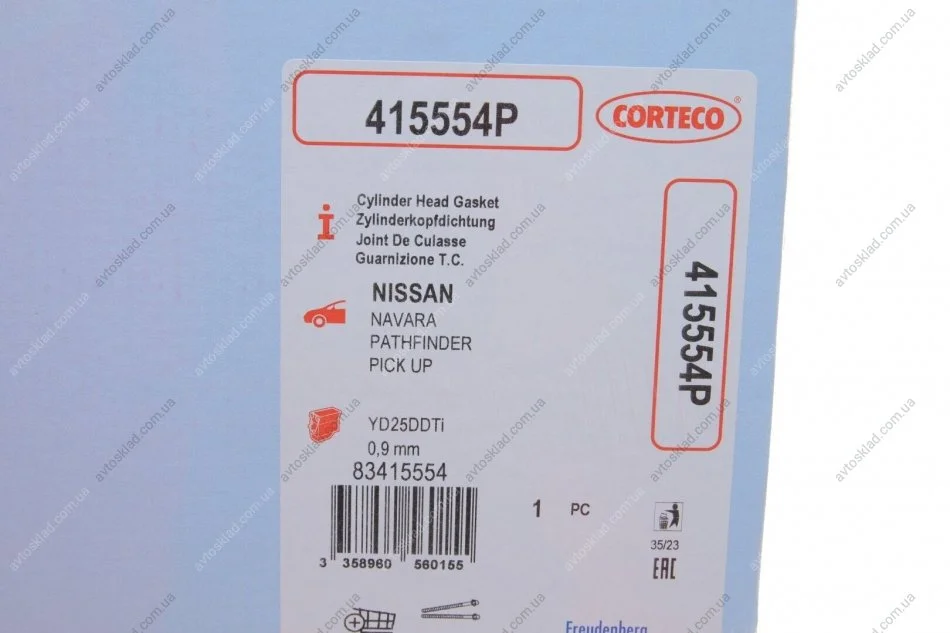 415554P
CORTECO®
Cylinder Head Gasket
Zylinderkopfdichtung
Joint De Culasse
Guarnizione T.C.
NISSAN
NAVARA
PATHFINDER
PICK UP
415554P
YD25DDTi
0,9 mm
83415554
1 PC
3 358960 560155
35/23
EAC
Freudenberg
avtosklad.com.ua